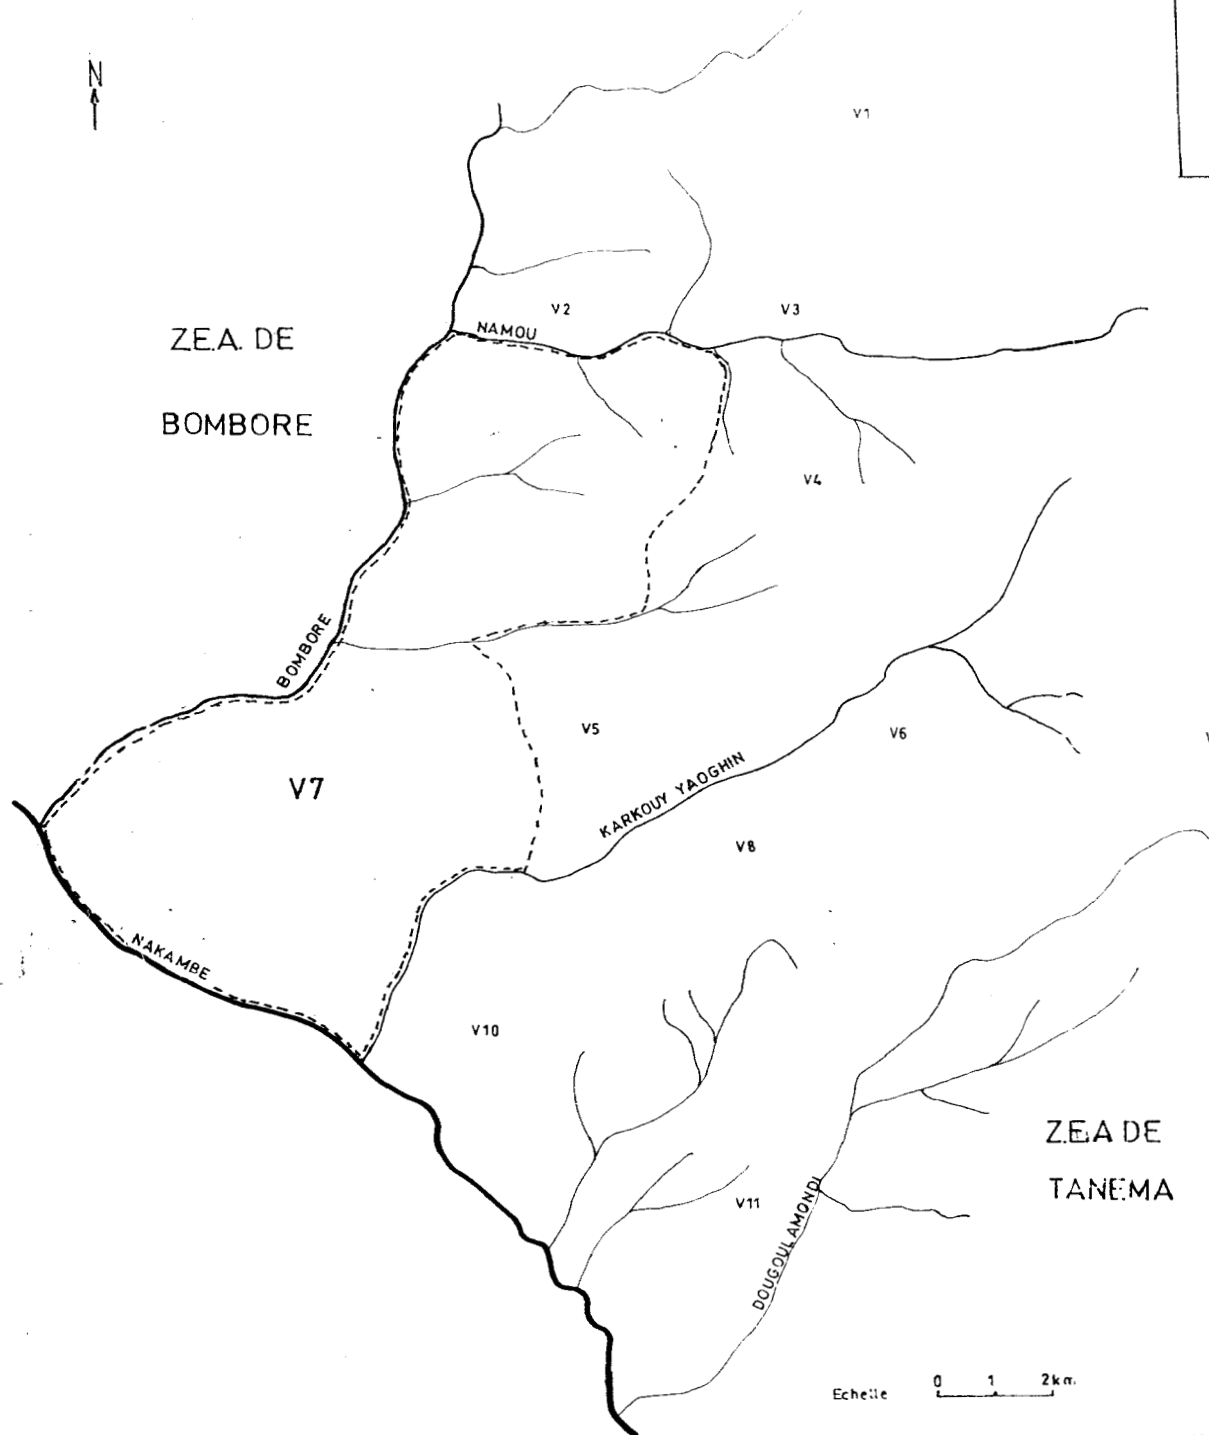 N
V1
V2
V3
NAMOU
Z.E.A. DE
BOMBORE
V4
BOMBORE
V5
V6
KARKOUY YAOGHIN
V7
V8
NAKAMBE
V10
Z.E.A DE
TANEMA
V11
DOUGOULAMONDI
Echelle 0 1 2km.